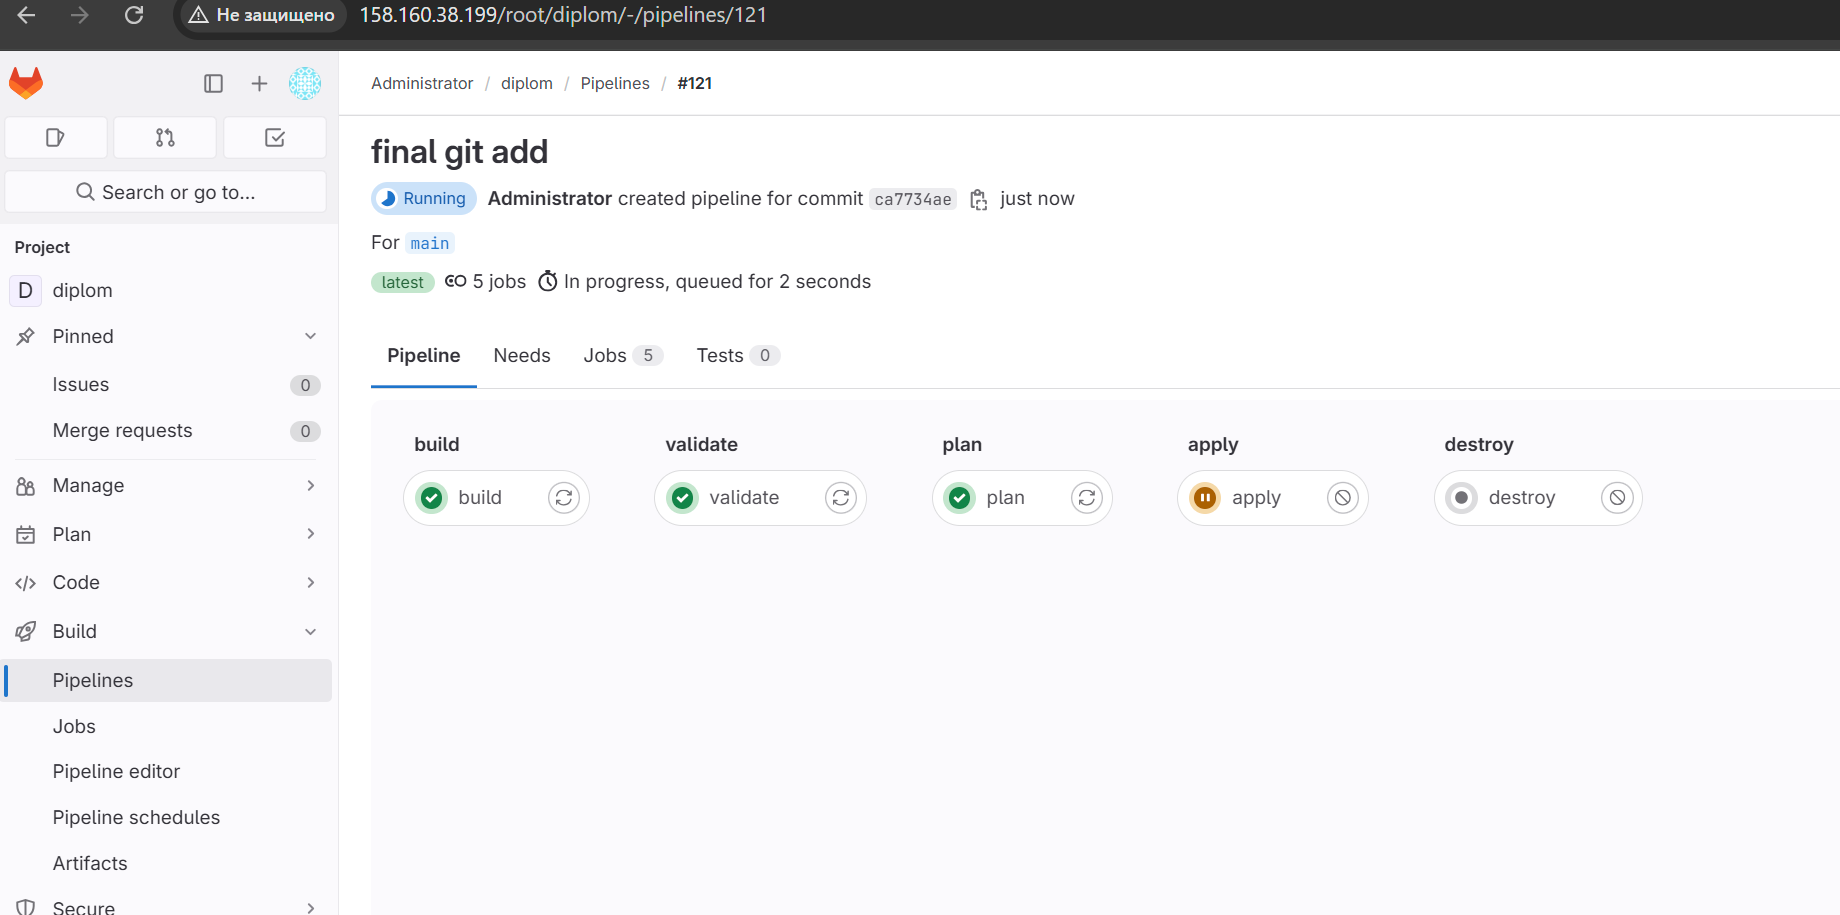 Не защищено 158.160.38.199/root/diplom/-/pipelines/121
Administrator / diplom / Pipelines / #121
Search or go to...
Project
D diplom
Pinned
Issues 0
Merge requests 0
Manage
Plan
Code
Build
Pipelines
Jobs
Pipeline editor
Pipeline schedules
Artifacts
Secure
final git add
Running Administrator created pipeline for commit ca7734ae just now
For main
latest 5 jobs In progress, queued for 2 seconds
Pipeline Needs Jobs 5 Tests 0
build validate plan apply destroy
build validate plan apply destroy